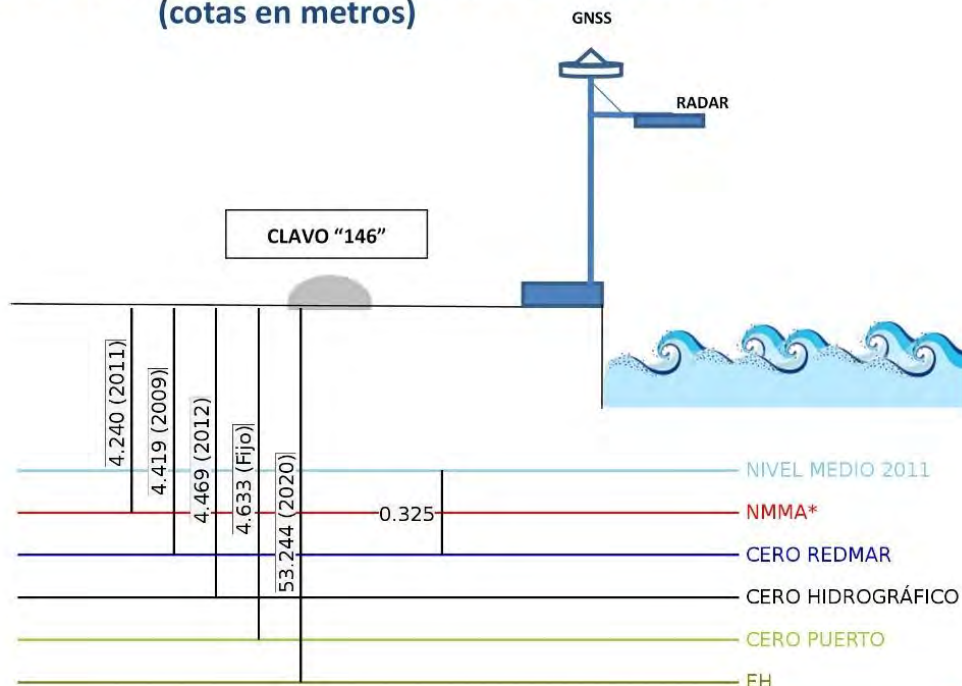 (cotas en metros)
GNSS
RADAR
CLAVO “146”
4.240 (2011)
4.419 (2009)
4.469 (2012)
4.633 (Fijo)
53.244 (2020)
0.325
NIVEL MEDIO 2011
NMMA*
CERO REDMAR
CERO HIDROGRÁFICO
CERO PUERTO